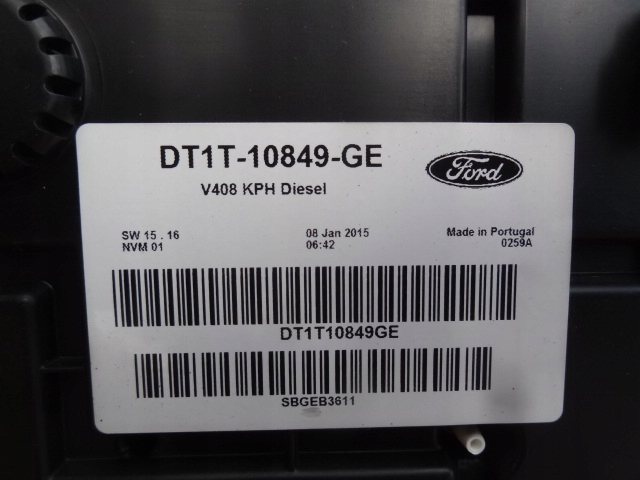 DT1T-10849-GE
Ford
V408 KPH Diesel
SW 15 . 16 08 Jan 2015 Made in Portugal
NVM 01 06:42 0259A
DT1T10849GE
SBGEB3611